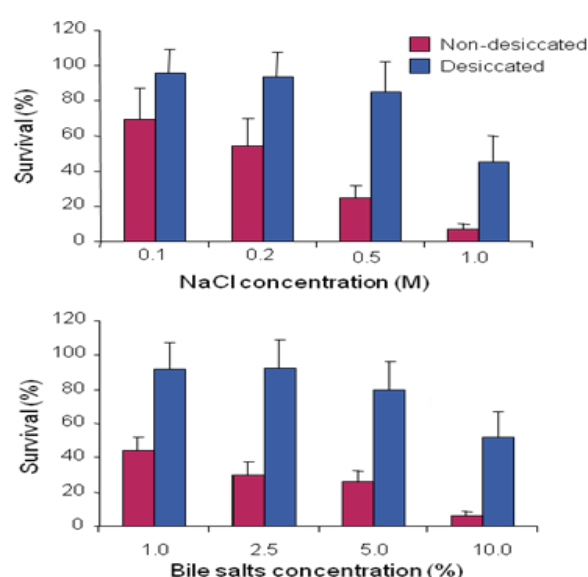 120
100
80
60
40
20
0
Survival (%)
Non-desiccated
Desiccated
0.1 0.2 0.5 1.0
NaCl concentration (M)
120
100
80
60
40
20
0
Survival (%)
1.0 2.5 5.0 10.0
Bile salts concentration (%)